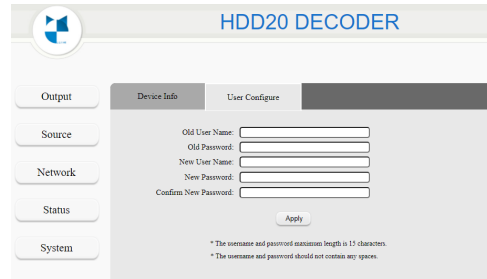 HDD20 DECODER
Output
Device Info
User Configure
Source
Old User Name:
Old Password:
New User Name:
New Password:
Confirm New Password:
Network
Apply
Status
* The username and password maximum length is 15 characters.
* The username and password should not contain any spaces.
System